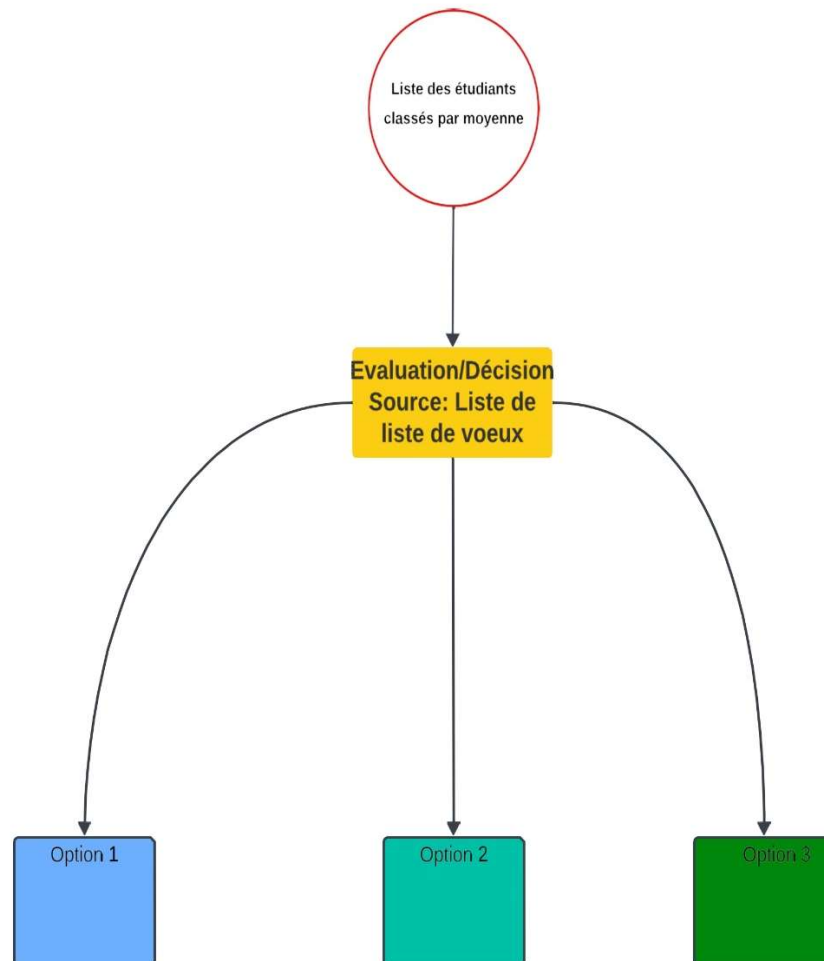 Liste des étudiants
classés par moyenne
Evaluation/Décision
Source: Liste de
liste de voeux
Option 1
Option 2
Option 3